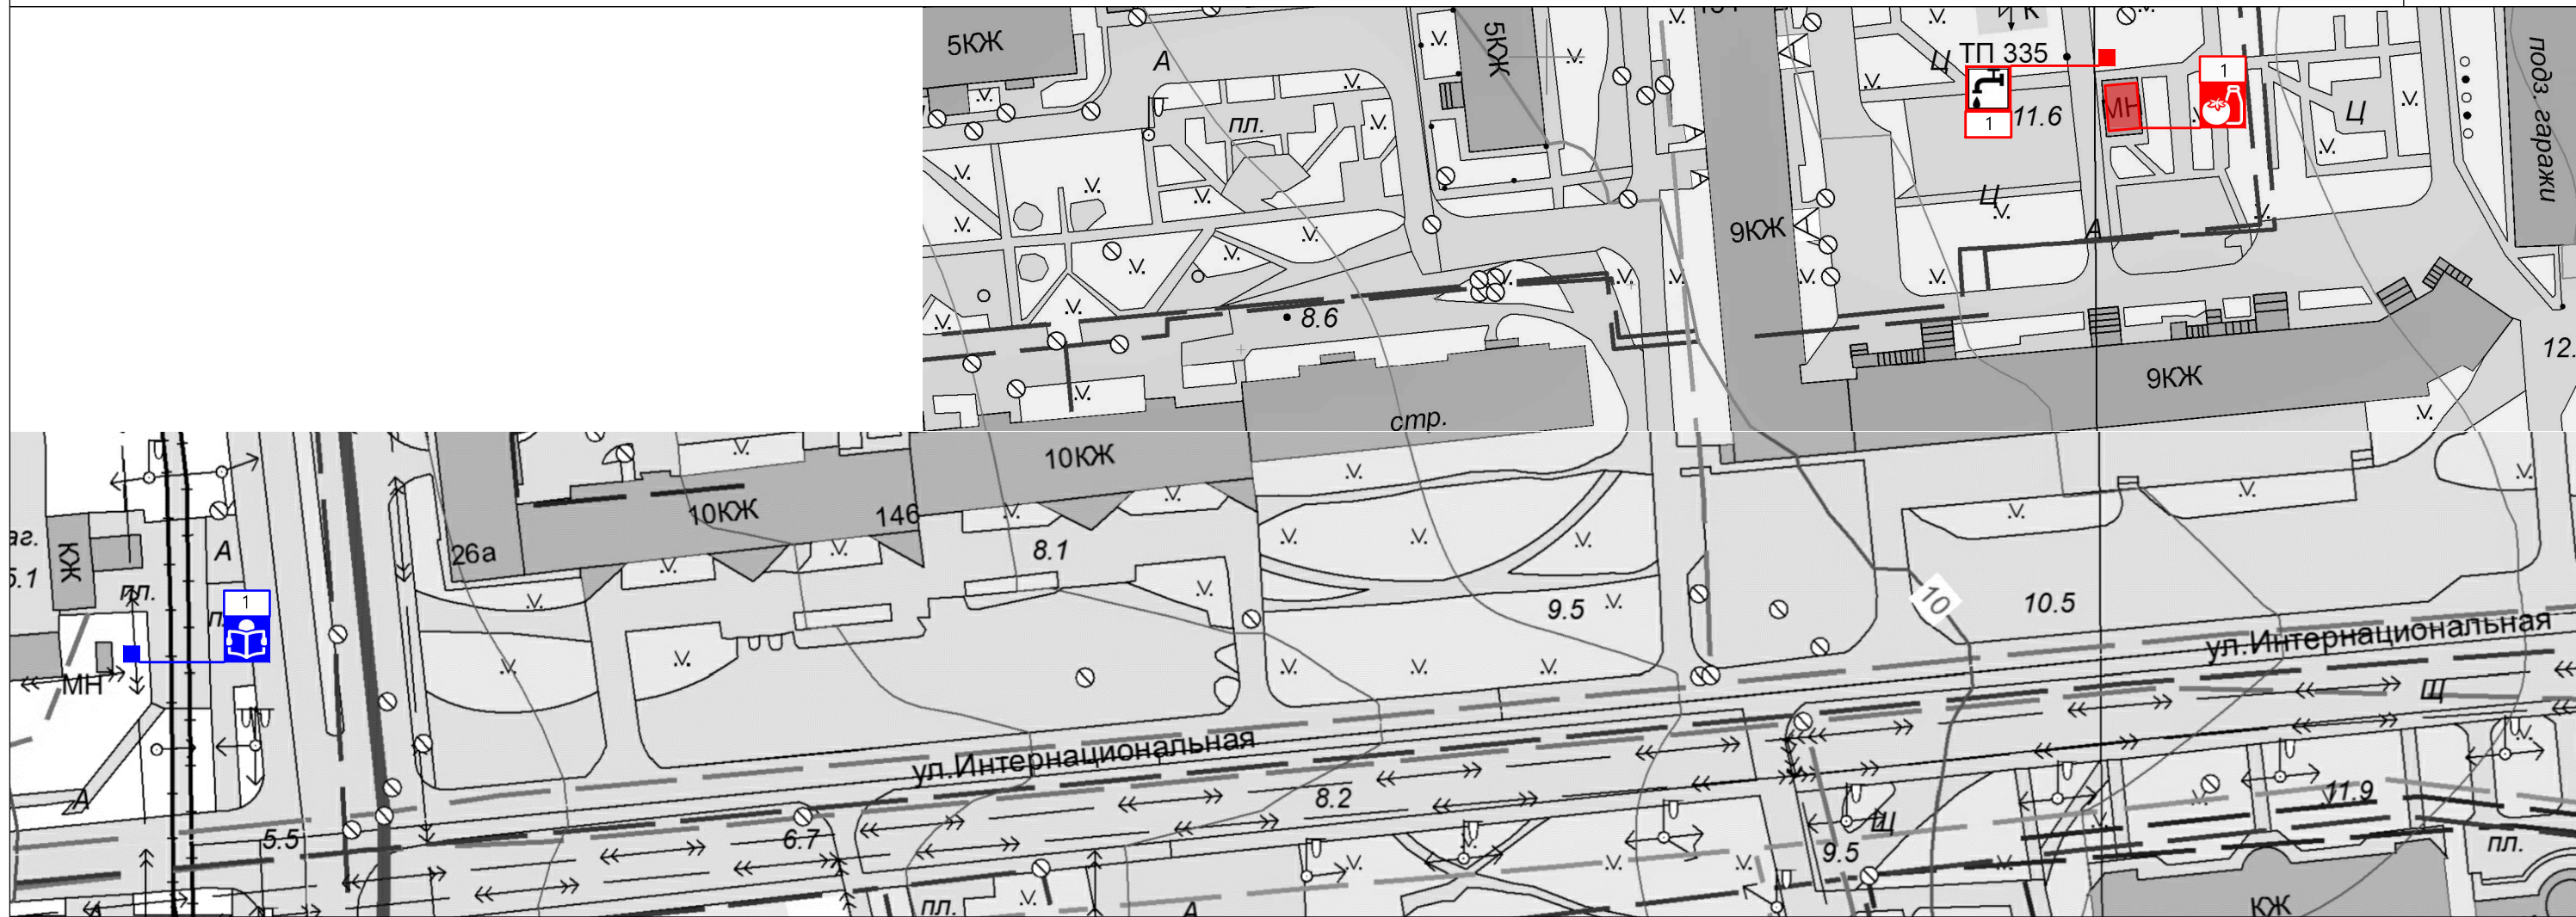 5КЖ
А
5КЖ
К
ТП 335
Ц
1
1
11.6
МН
Ц
пл.
подз. гаражи
Ц
9КЖ
А
8.6
12.
9КЖ
стр.
10КЖ
10КЖ
146
26а
8.1
А
КЖ
5.1
пл.
1
9.5
10
10.5
ул.Интернациональная
МН
Щ
ул.Интернациональная
А
8.2
11.9
5.5
6.7
Щ
9.5
пл.
пл.
А
КЖ